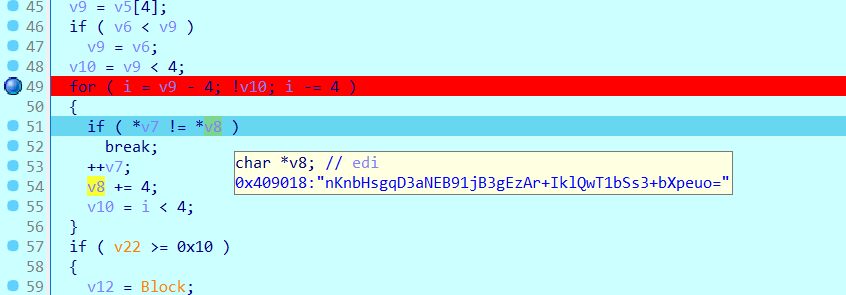 45 v9 = v5[4];
46 if ( v6 < v9 )
47 v9 = v6;
48 v10 = v9 < 4;
49 for ( i = v9 - 4; !v10; i -= 4 )
50 {
51 if ( *v7 != *v8 )
52 break;
53 ++v7;
54 v8 += 4;
55 v10 = i < 4;
56 }
57 if ( v22 >= 0x10 )
58 {
59 v12 = Block;
char *v8; // edi
0x409018:"nKnbHsgqD3aNEB91jB3gEzAr+IklQwT1bSs3+bXpeuo="